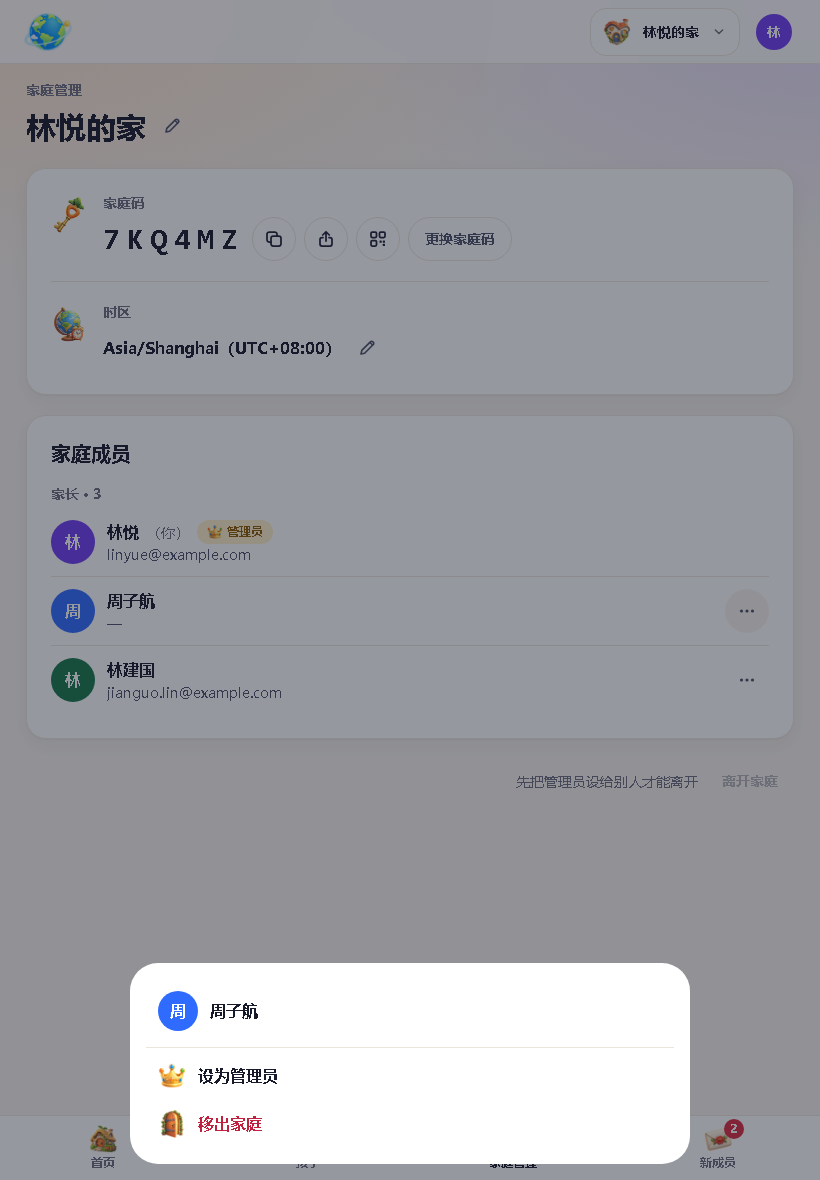 林悦的家
林
家庭管理
林悦的家
家庭码
7KQ4MZ
更换家庭码
时区
Asia/Shanghai（UTC+08:00）
家庭成员
家长 • 3
林
林悦 （你） 管理员
linyue@example.com
周
周子航
—
林
林建国
jianguo.lin@example.com
先把管理员设给别人才能离开 离开家庭
周 周子航
设为管理员
移出家庭
2
首页
家庭管理
新成员